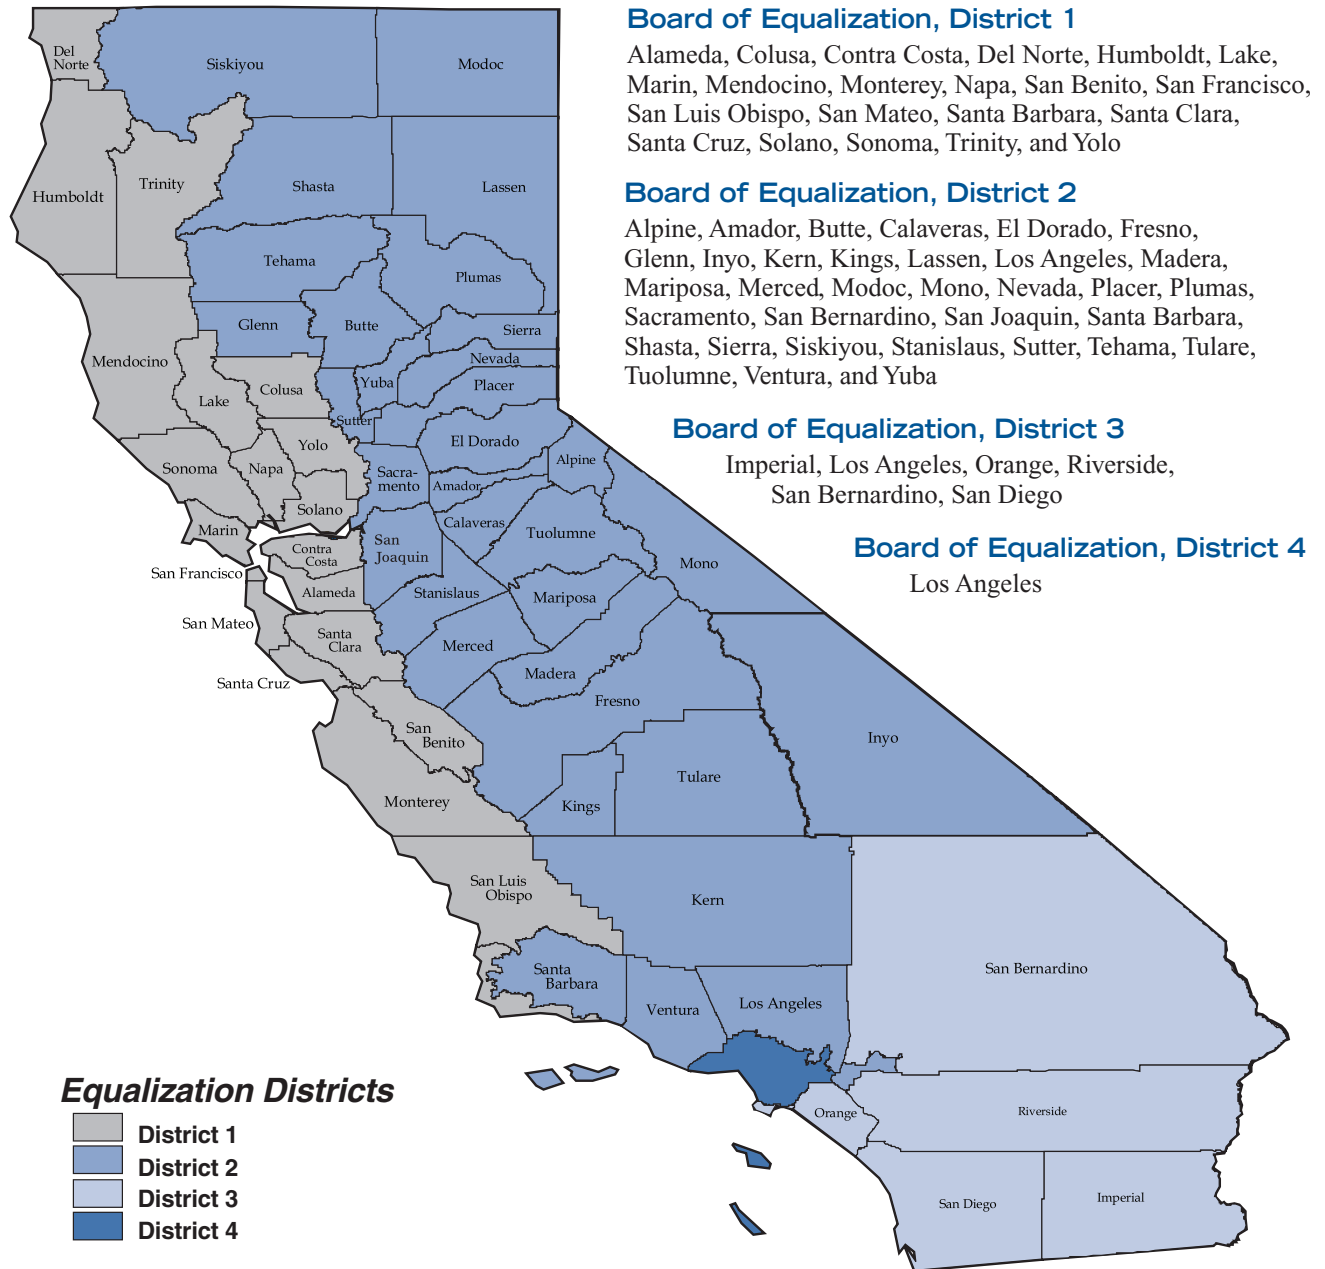 Board of Equalization, District 1
Alameda, Colusa, Contra Costa, Del Norte, Humboldt, Lake,
Marin, Mendocino, Monterey, Napa, San Benito, San Francisco,
San Luis Obispo, San Mateo, Santa Barbara, Santa Clara,
Santa Cruz, Solano, Sonoma, Trinity, and Yolo
Board of Equalization, District 2
Alpine, Amador, Butte, Calaveras, El Dorado, Fresno,
Glenn, Inyo, Kern, Kings, Lassen, Los Angeles, Madera,
Mariposa, Merced, Modoc, Mono, Nevada, Placer, Plumas,
Sacramento, San Bernardino, San Joaquin, Santa Barbara,
Shasta, Sierra, Siskiyou, Stanislaus, Sutter, Tehama, Tulare,
Tuolumne, Ventura, and Yuba
Board of Equalization, District 3
Imperial, Los Angeles, Orange, Riverside,
San Bernardino, San Diego
Board of Equalization, District 4
Los Angeles
Del
Norte
Siskiyou
Modoc
Humboldt
Trinity
Shasta
Lassen
Tehama
Plumas
Glenn
Butte
Sierra
Mendocino
Nevada
Lake
Colusa
Yuba
Placer
Sutter
Yolo
El Dorado
Sonoma
Napa
Sacra-
mento
Alpine
Amador
Solano
Marin
Calaveras
Tuolumne
Contra
Costa
San
Joaquin
Mono
San Francisco
Alameda
Stanislaus
Mariposa
San Mateo
Santa
Clara
Merced
Santa Cruz
Madera
Fresno
San
Benito
Inyo
Tulare
Monterey
Kings
San Luis
Obispo
Kern
Santa
Barbara
San Bernardino
Ventura
Los Angeles
Orange
Riverside
San Diego
Imperial
Equalization Districts
District 1
District 2
District 3
District 4